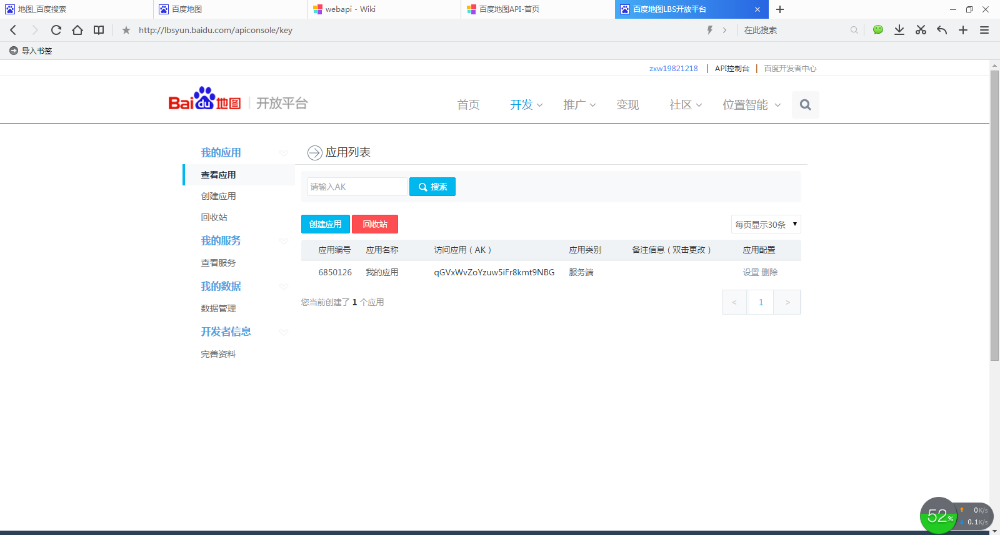 地图_百度搜索 百度地图 webapi - Wiki 百度地图API-首页 百度地图LBS开放平台
http://lbsyun.baidu.com/apiconsole/key 在此搜索
导入书签
zxw19821218 | API控制台 | 百度开发者中心
Bai du 地图 | 开放平台 首页 开发 推广 变现 社区 位置智能
我的应用
查看应用
创建应用
回收站
我的服务
查看服务
我的数据
数据管理
开发者信息
完善资料
应用列表
请输入AK 搜索
创建应用 回收站 每页显示30条
应用编号 应用名称 访问应用（AK） 应用类别 备注信息（双击更改） 应用配置
6850126 我的应用 qGVxWvZoYzuw5iFr8kmt9NBG 服务端 设置 删除
您当前创建了 1 个应用 < 1 >
52% 0K/s
0.1K/s